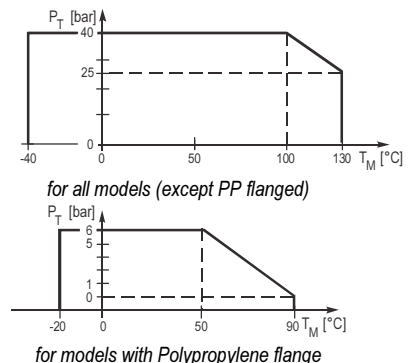 P_T [bar]
40
25
0
-40 0 50 100 130 T_M [°C]
for all models (except PP flanged)
P_T [bar]
6
5
1
0
-20 0 50 90 T_M [°C]
for models with Polypropylene flange